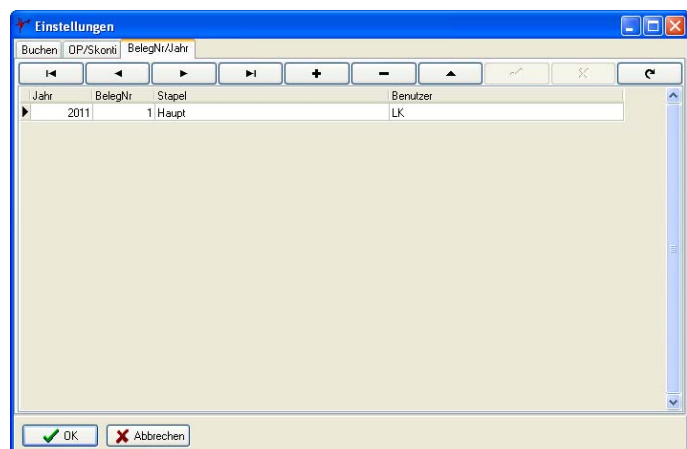 Einstellungen
Buchen OP/Skonti BelegNr/Jahr
Jahr BelegNr Stapel Benutzer
2011 1 Haupt LK
OK Abbrechen